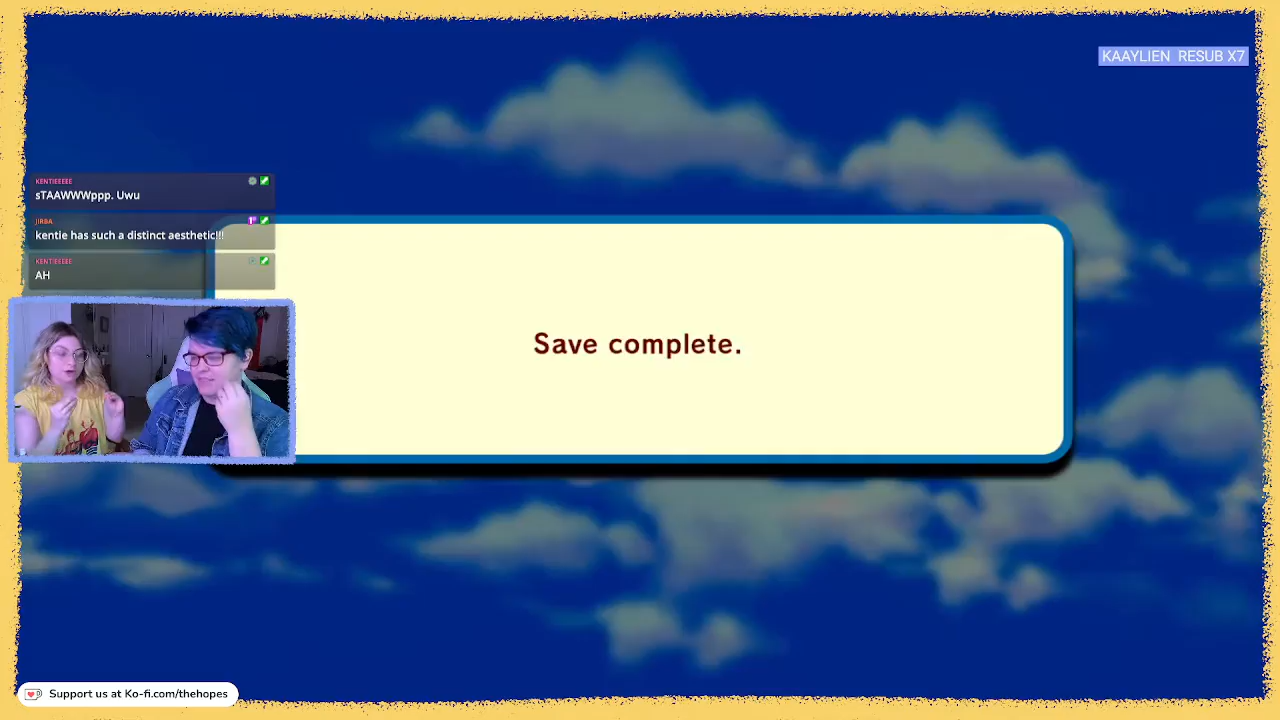 KAAYLIEN RESUB X7
KENTIEEEEE
sTAAWWWppp. Uwu
JIRBA
kentie has such a distinct aesthetic!!!
KENTIEEEEE
AH
Save complete.
Support us at Ko-fi.com/thehopes